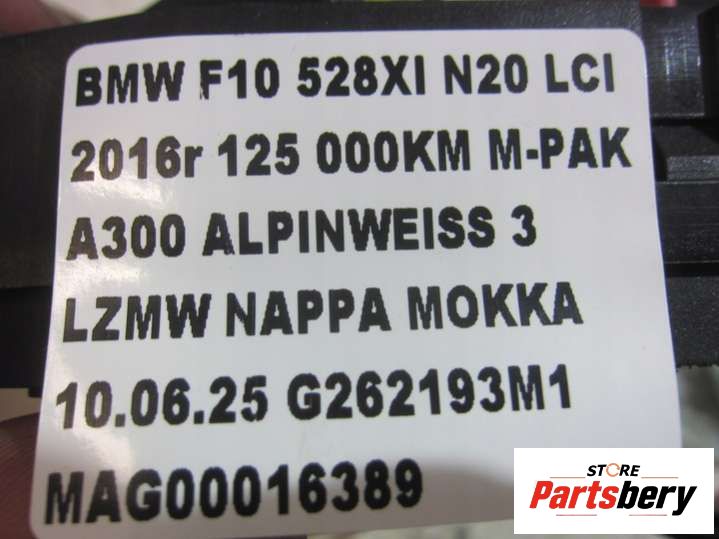 BMW F10 528XI N20 LCI
2016r 125 000KM M-PAK
A300 ALPINWEISS 3
LZMW NAPPA MOKKA
10.06.25 G262193M1
MAG00016389
STORE
Partsbery